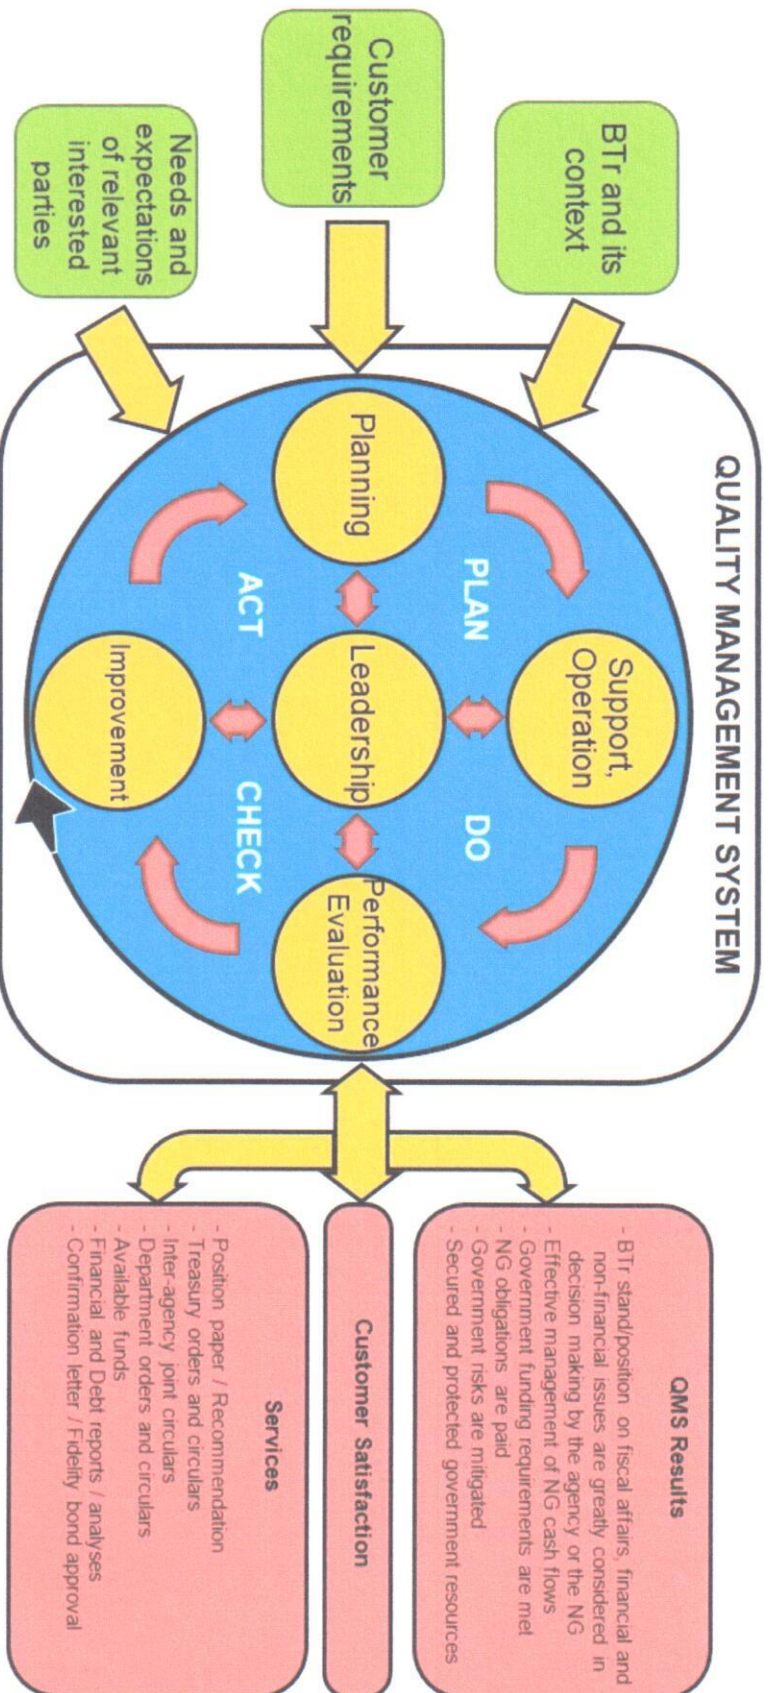 QUALITY MANAGEMENT SYSTEM
BTr and its
context
Customer
requirements
Needs and
expectations
of relevant
interested
parties
Support,
Operation
PLAN
DO
Planning
Leadership
Performance
Evaluation
ACT
CHECK
Improvement
QMS Results
- BTr stand/position on fiscal affairs, financial and
non-financial issues are greatly considered in
decision making by the agency or the NG
- Effective management of NG cash flows
- Government funding requirements are met
- NG obligations are paid
- Government risks are mitigated
- Secured and protected government resources
Customer Satisfaction
Services
- Position paper / Recommendation
- Treasury orders and circulars
- Inter-agency joint circulars
- Department orders and circulars
- Available funds
- Financial and Debt reports / analyses
- Confirmation letter / Fidelity bond approval